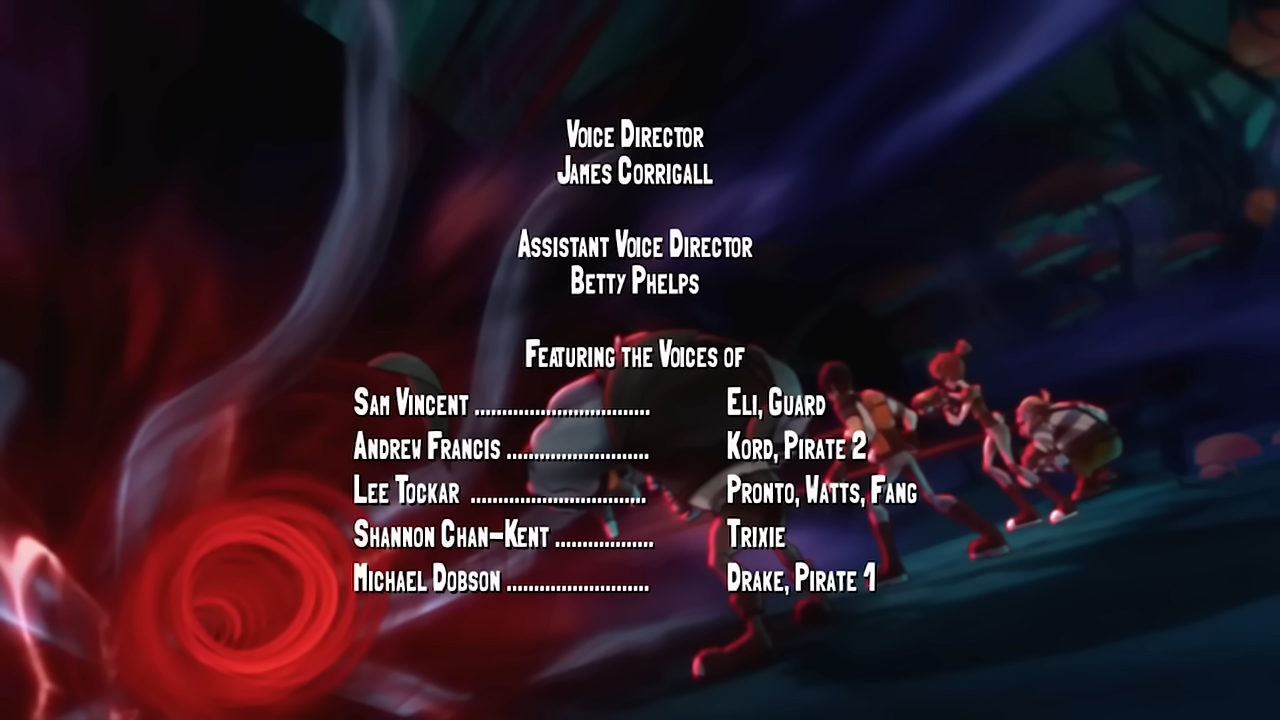 Voice Director
James Corrigall
Assistant Voice Director
Betty Phelps
Featuring the Voices of
Sam Vincent ................................ Eli, Guard
Andrew Francis .......................... Kord, Pirate 2
Lee Tockar ................................ Pronto, Watts, Fang
Shannon Chan-Kent .................. Trixie
Michael Dobson .......................... Drake, Pirate 1